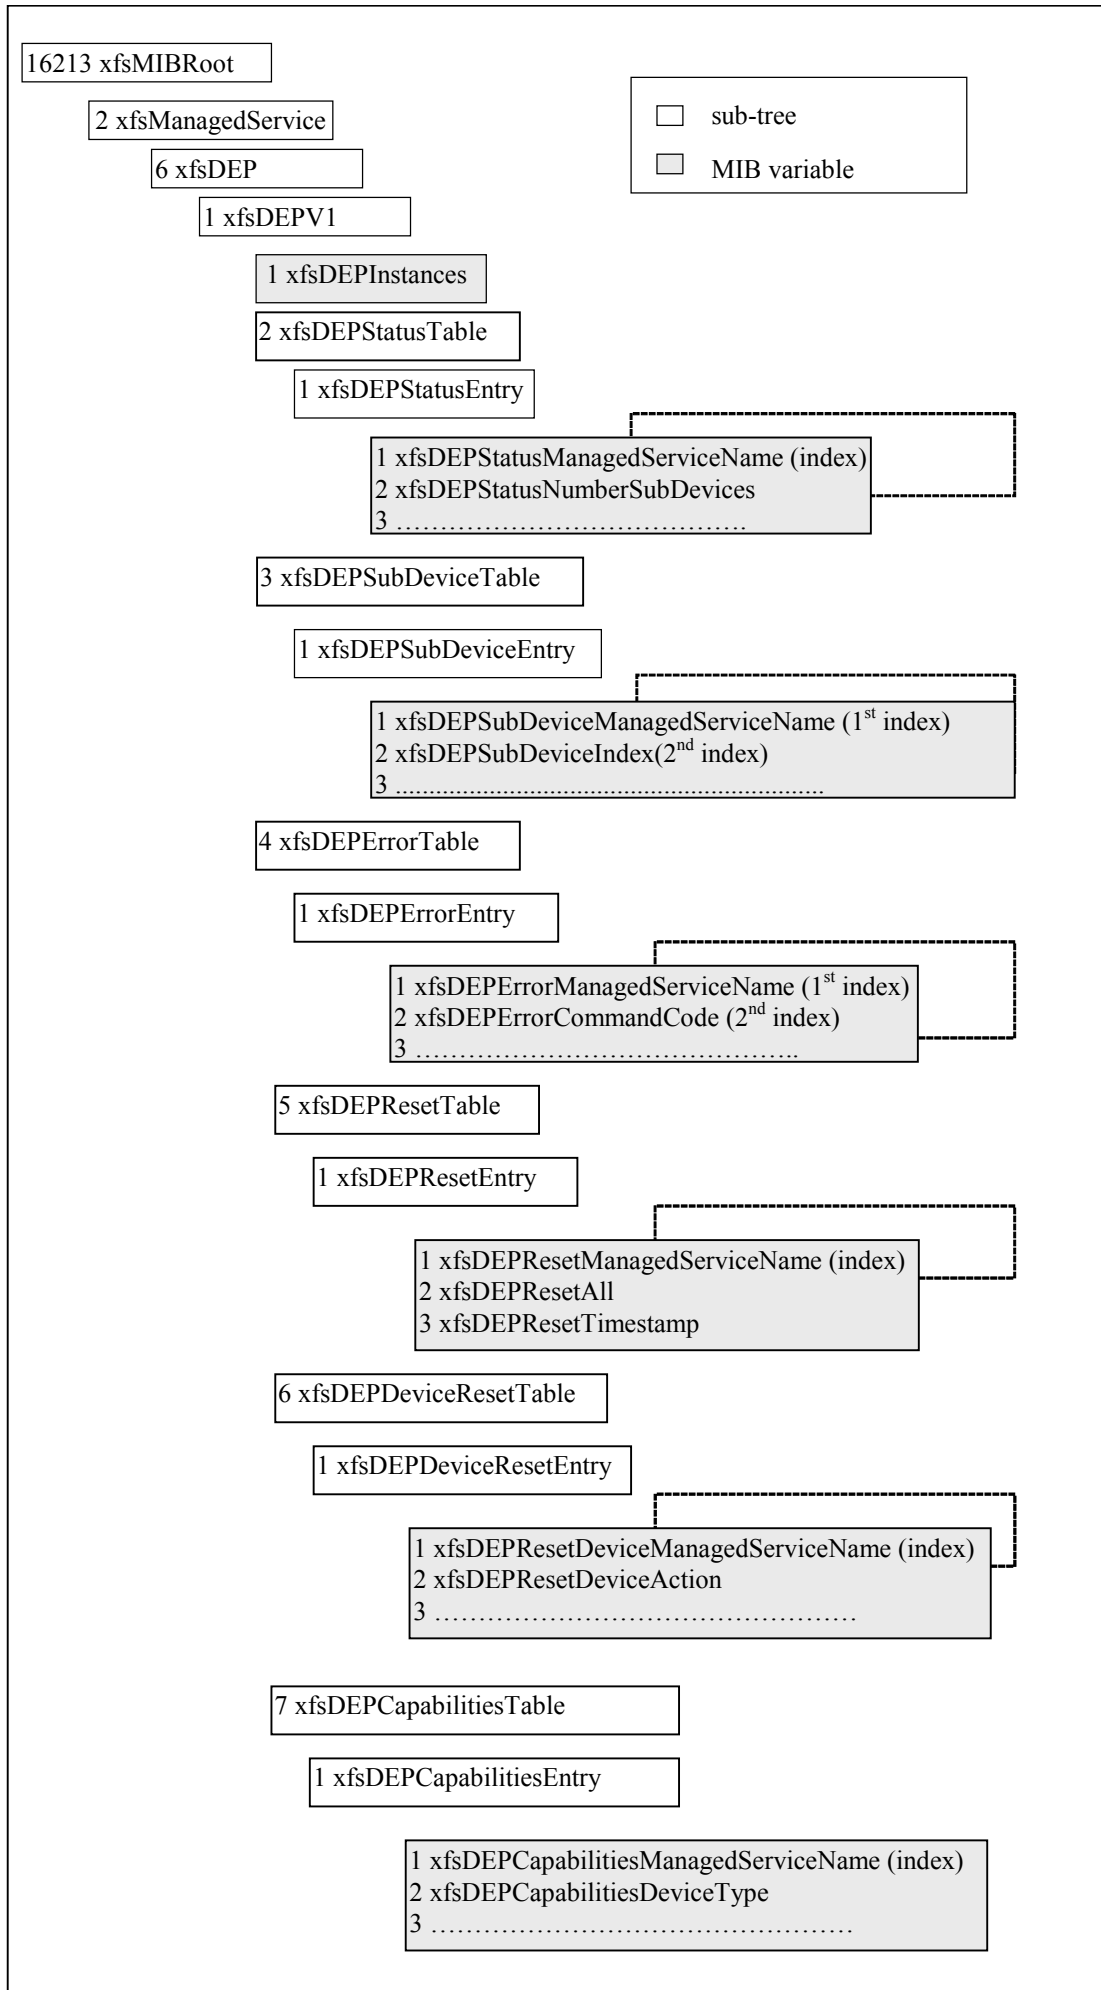 16213 xfsMIBRoot
sub-tree
2 xfsManagedService
MIB variable
6 xfsDEP
1 xfsDEPV1
1 xfsDEPInstances
2 xfsDEPStatusTable
1 xfsDEPStatusEntry
1 xfsDEPStatusManagedServiceName (index)
2 xfsDEPStatusNumberSubDevices
3 ………………………………….
3 xfsDEPSubDeviceTable
1 xfsDEPSubDeviceEntry
1 xfsDEPSubDeviceManagedServiceName (1st index)
2 xfsDEPSubDeviceIndex(2nd index)
3 ................................................................
4 xfsDEPErrorTable
1 xfsDEPErrorEntry
1 xfsDEPErrorManagedServiceName (1st index)
2 xfsDEPErrorCommandCode (2nd index)
3 ……………………………………..
5 xfsDEPResetTable
1 xfsDEPResetEntry
1 xfsDEPResetManagedServiceName (index)
2 xfsDEPResetAll
3 xfsDEPResetTimestamp
6 xfsDEPDeviceResetTable
1 xfsDEPDeviceResetEntry
1 xfsDEPResetDeviceManagedServiceName (index)
2 xfsDEPResetDeviceAction
3 …………………………………………
7 xfsDEPCapabilitiesTable
1 xfsDEPCapabilitiesEntry
1 xfsDEPCapabilitiesManagedServiceName (index)
2 xfsDEPCapabilitiesDeviceType
3 …………………………………………